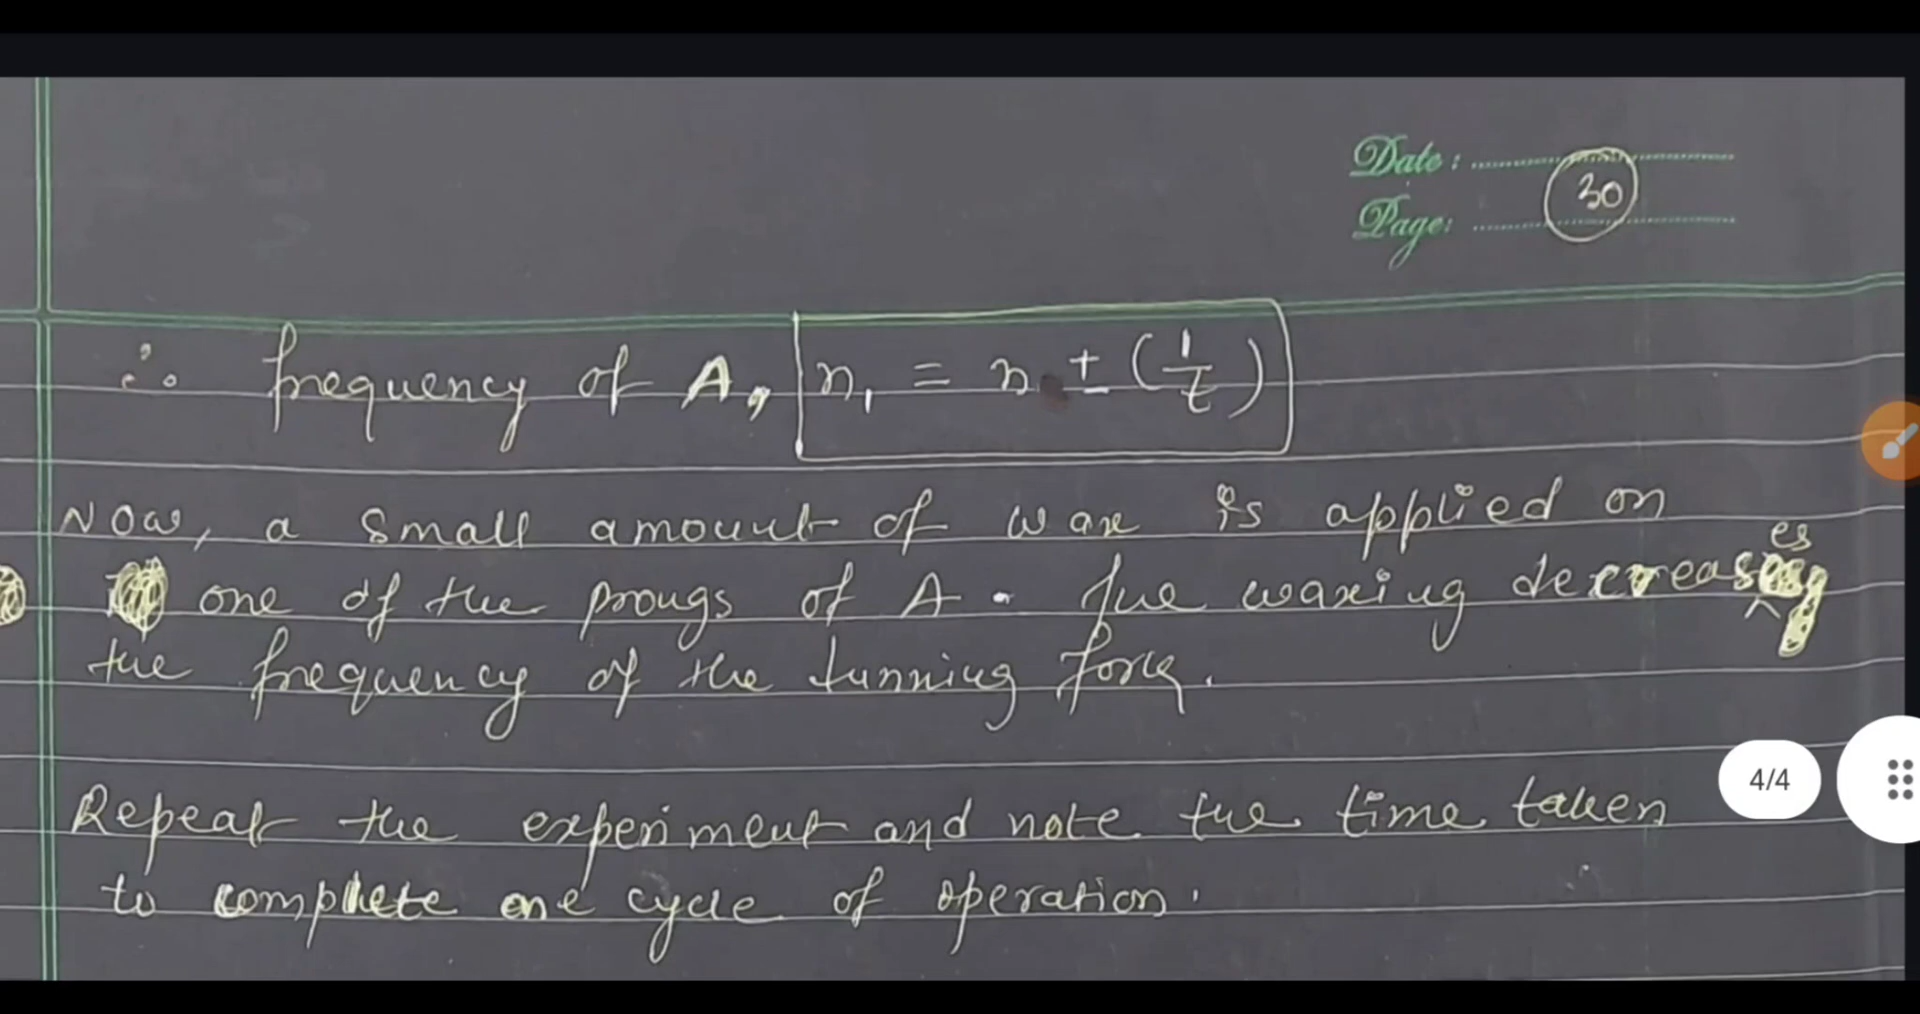 Date:
Page: 30
∴ frequency of A, n₁ = n ± (1/t)
Now, a small amount of wax is applied on
one of the prongs of A. The waxing decreases
the frequency of the tunning fork.
4/4
Repeat the experiment and note the time taken
to complete one cycle of operation.